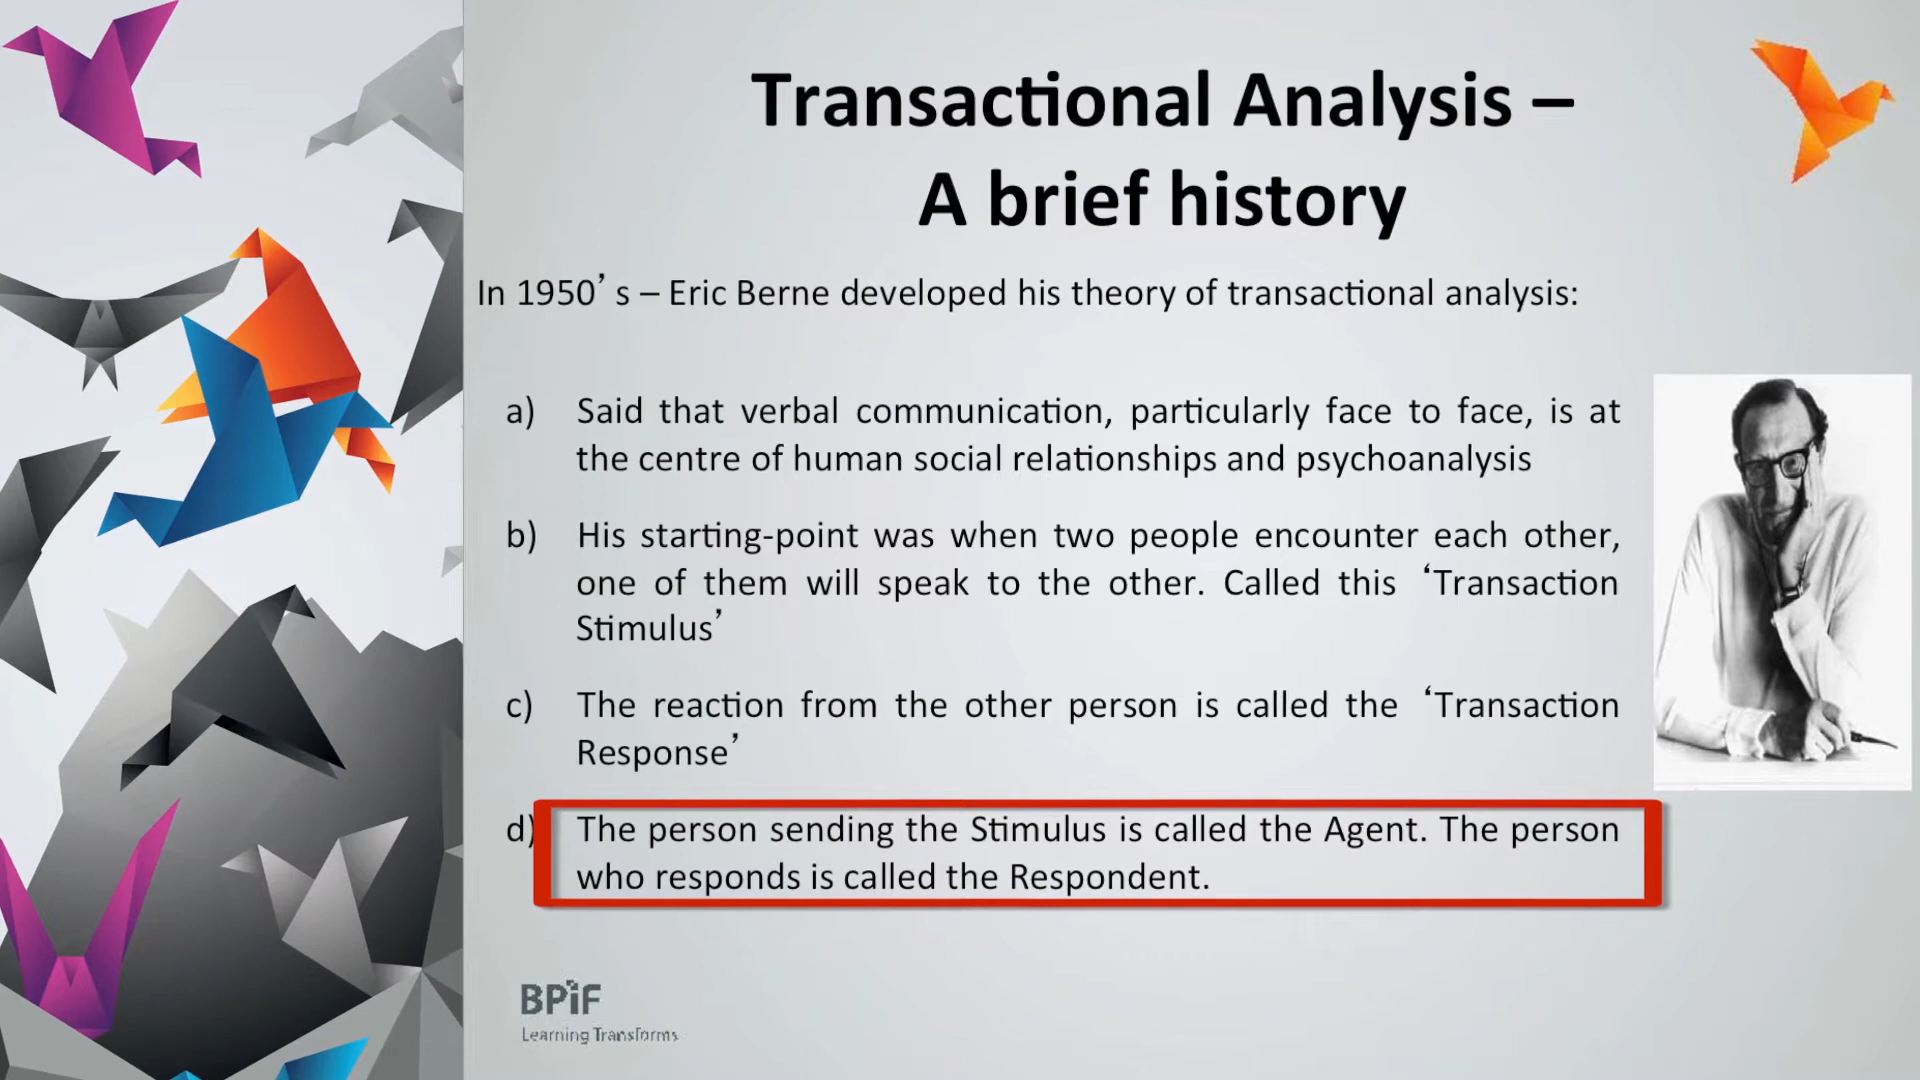 Transactional Analysis –
A brief history
In 1950’s – Eric Berne developed his theory of transactional analysis:
a) Said that verbal communication, particularly face to face, is at
the centre of human social relationships and psychoanalysis
b) His starting-point was when two people encounter each other,
one of them will speak to the other. Called this ‘Transaction
Stimulus’
c) The reaction from the other person is called the ‘Transaction
Response’
d) The person sending the Stimulus is called the Agent. The person
who responds is called the Respondent.
BPiF
Learning Transforms